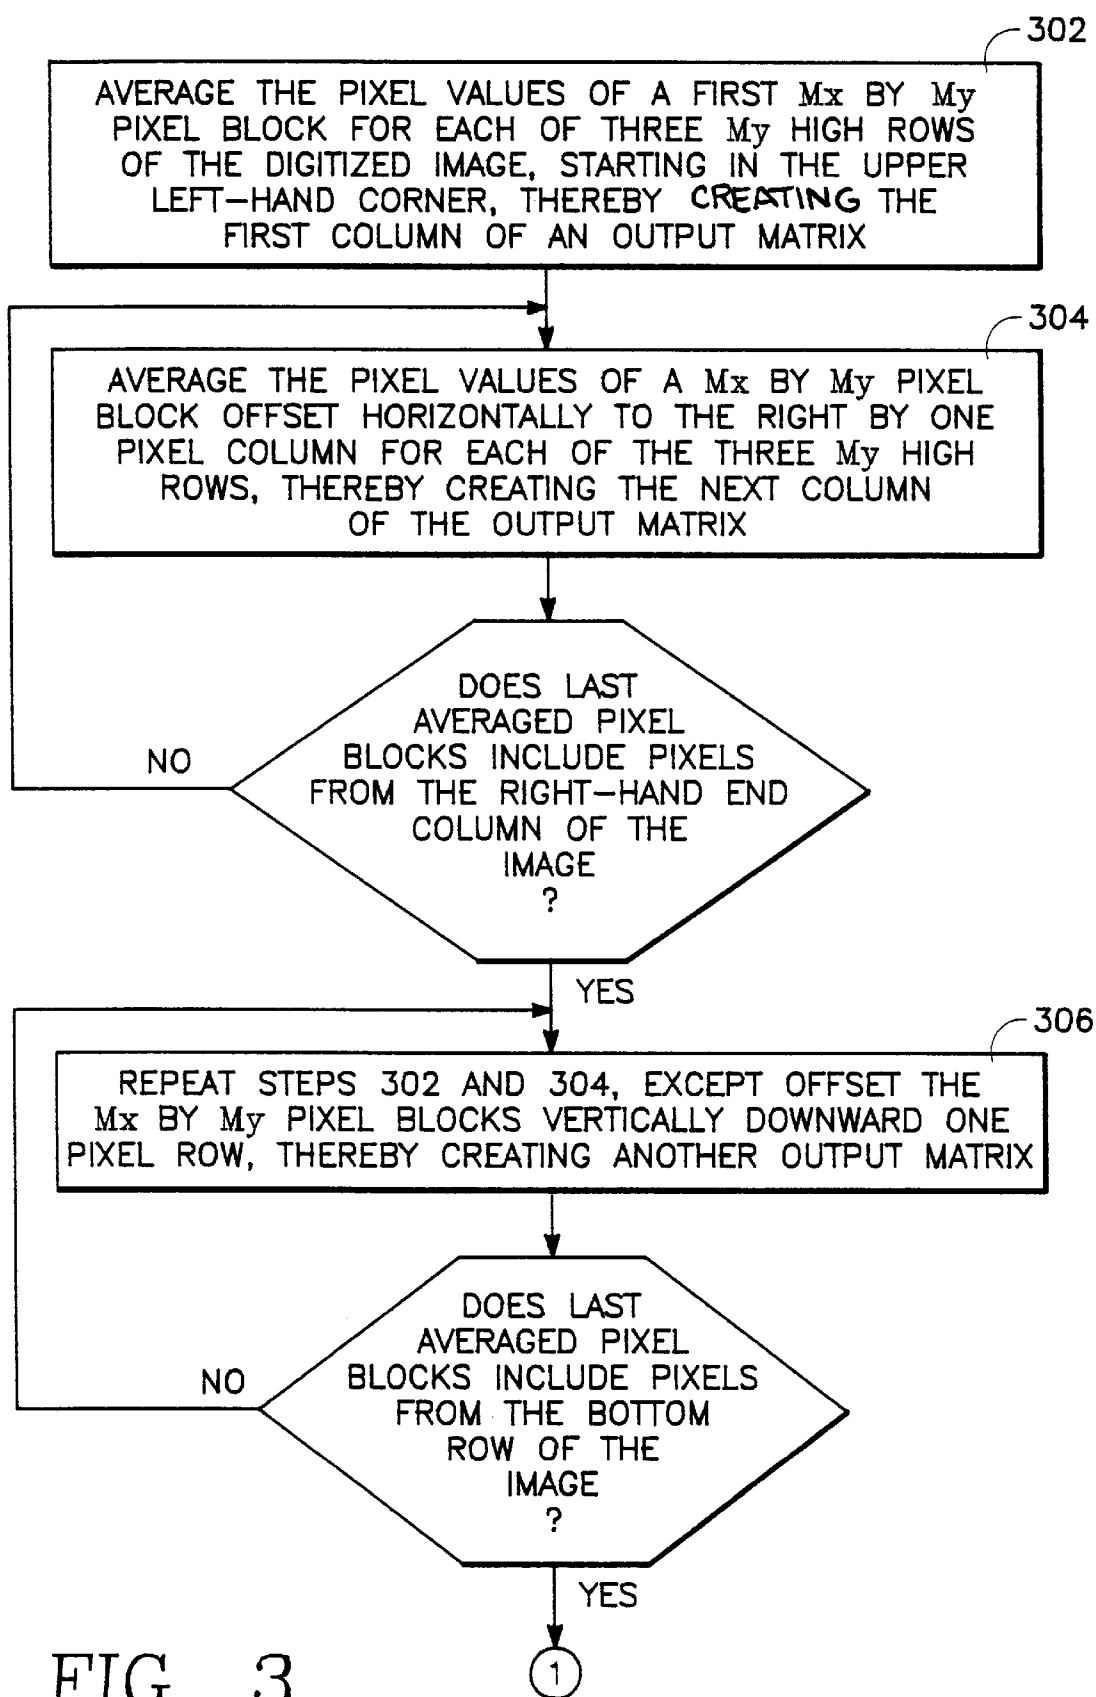 302
AVERAGE THE PIXEL VALUES OF A FIRST Mx BY My
PIXEL BLOCK FOR EACH OF THREE My HIGH ROWS
OF THE DIGITIZED IMAGE, STARTING IN THE UPPER
LEFT-HAND CORNER, THEREBY CREATING THE
FIRST COLUMN OF AN OUTPUT MATRIX
304
AVERAGE THE PIXEL VALUES OF A Mx BY My PIXEL
BLOCK OFFSET HORIZONTALLY TO THE RIGHT BY ONE
PIXEL COLUMN FOR EACH OF THE THREE My HIGH
ROWS, THEREBY CREATING THE NEXT COLUMN
OF THE OUTPUT MATRIX
DOES LAST
AVERAGED PIXEL
BLOCKS INCLUDE PIXELS
FROM THE RIGHT-HAND END
COLUMN OF THE
IMAGE
?
NO
YES
306
REPEAT STEPS 302 AND 304, EXCEPT OFFSET THE
Mx BY My PIXEL BLOCKS VERTICALLY DOWNWARD ONE
PIXEL ROW, THEREBY CREATING ANOTHER OUTPUT MATRIX
DOES LAST
AVERAGED PIXEL
BLOCKS INCLUDE PIXELS
FROM THE BOTTOM
ROW OF THE
IMAGE
?
NO
YES
1
FIG. 3